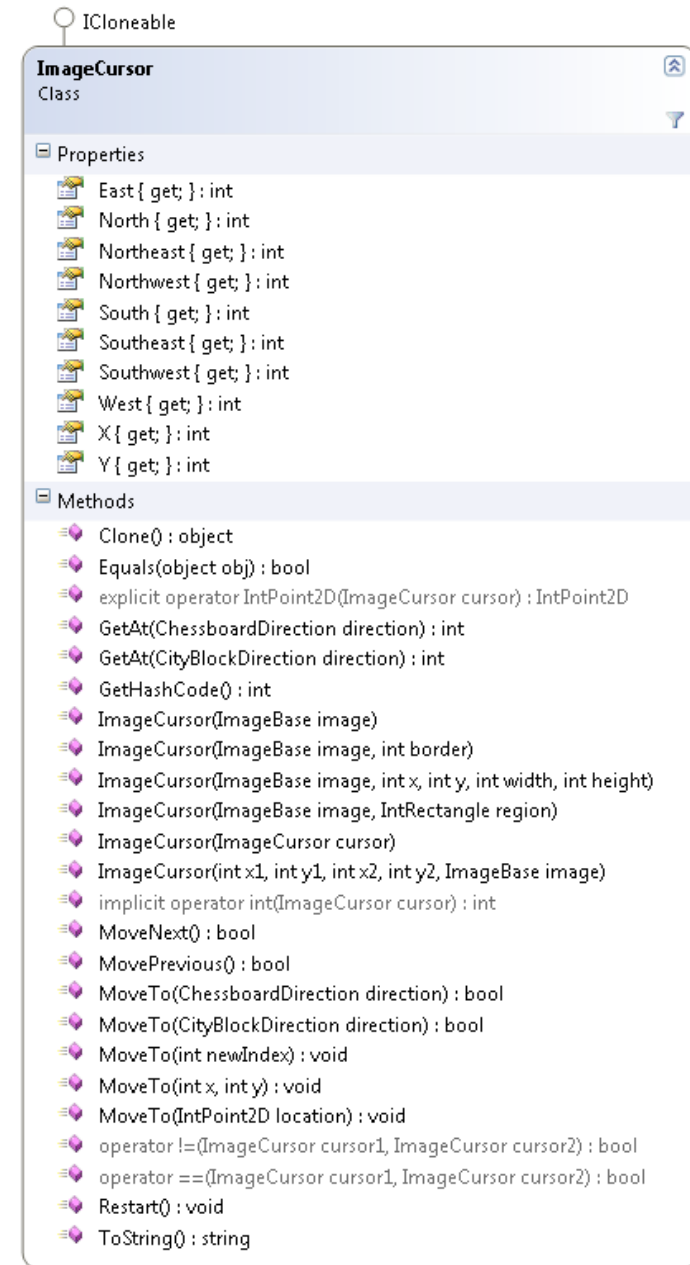 ICloneable
ImageCursor
Class
Properties
East { get; } : int
North { get; } : int
Northeast { get; } : int
Northwest { get; } : int
South { get; } : int
Southeast { get; } : int
Southwest { get; } : int
West { get; } : int
X { get; } : int
Y { get; } : int
Methods
Clone() : object
Equals(object obj) : bool
explicit operator IntPoint2D(ImageCursor cursor) : IntPoint2D
GetAt(ChessboardDirection direction) : int
GetAt(CityBlockDirection direction) : int
GetHashCode() : int
ImageCursor(ImageBase image)
ImageCursor(ImageBase image, int border)
ImageCursor(ImageBase image, int x, int y, int width, int height)
ImageCursor(ImageBase image, IntRectangle region)
ImageCursor(ImageCursor cursor)
ImageCursor(int x1, int y1, int x2, int y2, ImageBase image)
implicit operator int(ImageCursor cursor) : int
MoveNext() : bool
MovePrevious() : bool
MoveTo(ChessboardDirection direction) : bool
MoveTo(CityBlockDirection direction) : bool
MoveTo(int newIndex) : void
MoveTo(int x, int y) : void
MoveTo(IntPoint2D location) : void
operator !=(ImageCursor cursor1, ImageCursor cursor2) : bool
operator ==(ImageCursor cursor1, ImageCursor cursor2) : bool
Restart() : void
ToString() : string